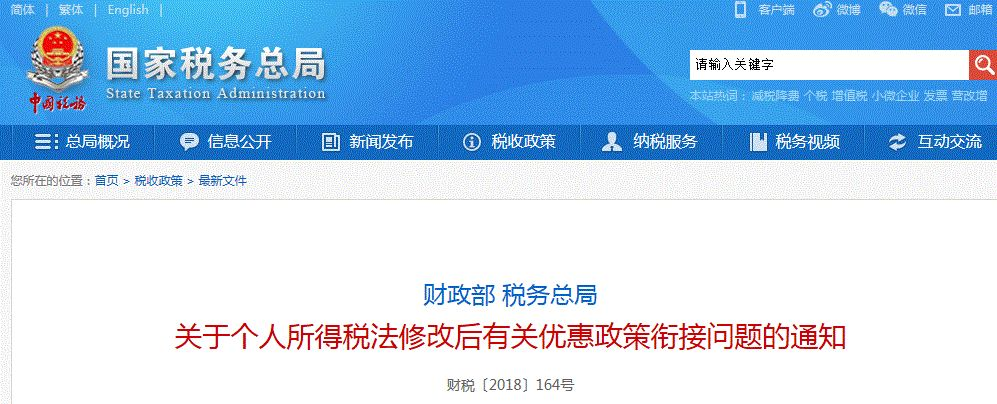 简体 | 繁体 | English |
客户端 微博 微信 邮箱
国家税务总局
State Taxation Administration
中国税务
请输入关键字
本站热词：减税降费 个税 增值税 小微企业 发票 营改增
总局概况 信息公开 新闻发布 税收政策 纳税服务 税务视频 互动交流
您所在的位置：首页 > 税收政策 > 最新文件
财政部 税务总局
关于个人所得税法修改后有关优惠政策衔接问题的通知
财税〔2018〕164号